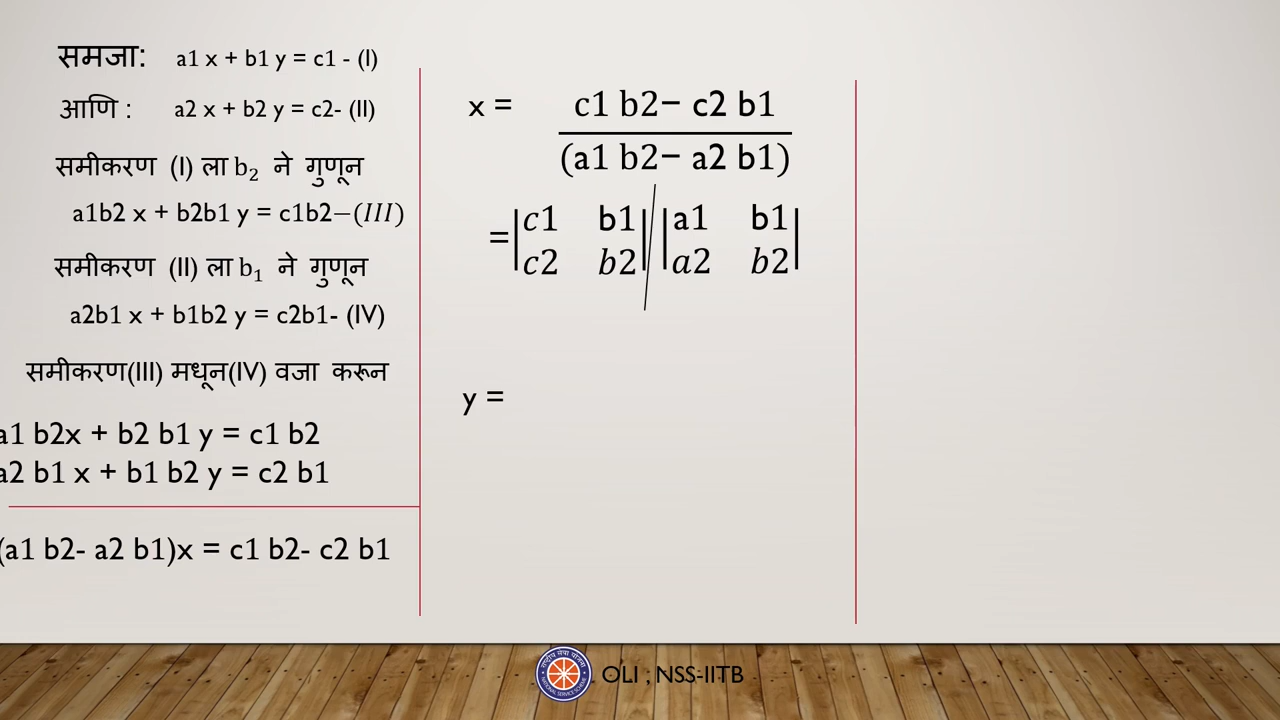 समजा: a1 x + b1 y = c1 - (I)
आणि : a2 x + b2 y = c2- (II)
समीकरण (I) ला b₂ ने गुणून
a1b2 x + b2b1 y = c1b2−(III)
समीकरण (II) ला b₁ ने गुणून
a2b1 x + b1b2 y = c2b1- (IV)
समीकरण(III) मधून(IV) वजा करून
a1 b2x + b2 b1 y = c1 b2
a2 b1 x + b1 b2 y = c2 b1
(a1 b2- a2 b1)x = c1 b2- c2 b1
x = c1 b2− c2 b1
(a1 b2− a2 b1)
=|c1 b1| / |a1 b1|
|c2 b2| |a2 b2|
y =
OLI ; NSS-IITB